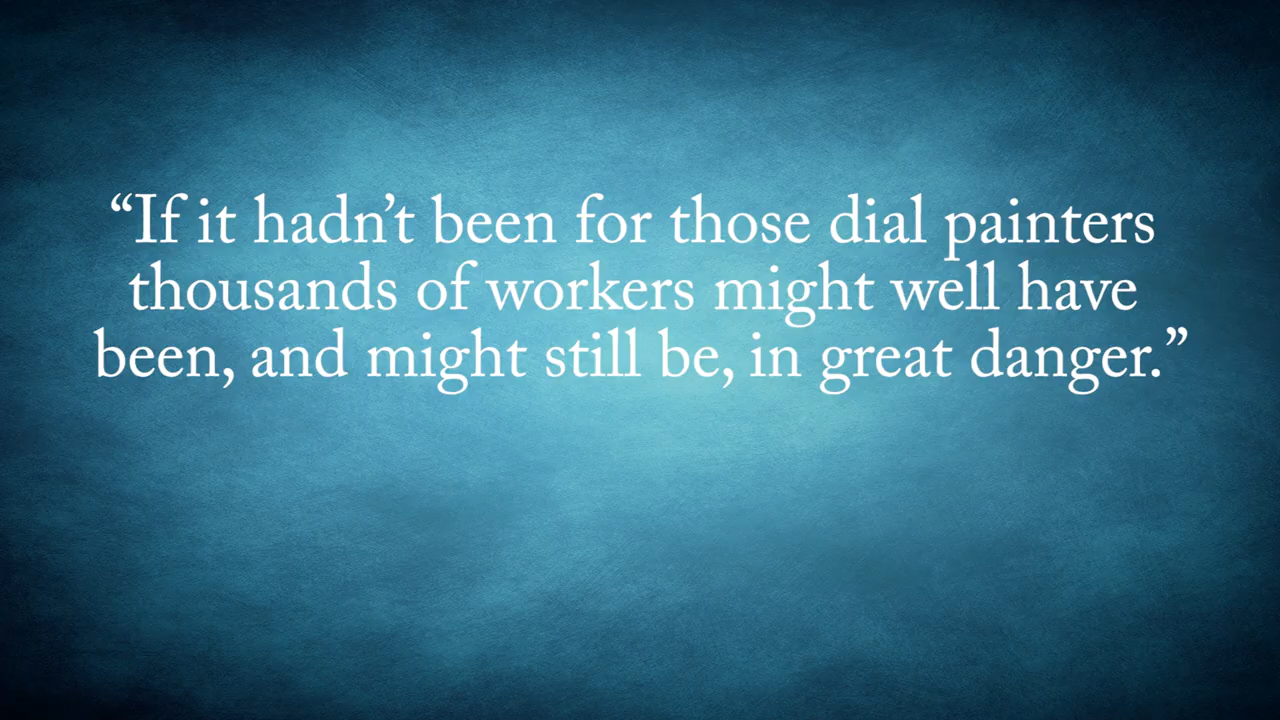 “If it hadn’t been for those dial painters
thousands of workers might well have
been, and might still be, in great danger.”